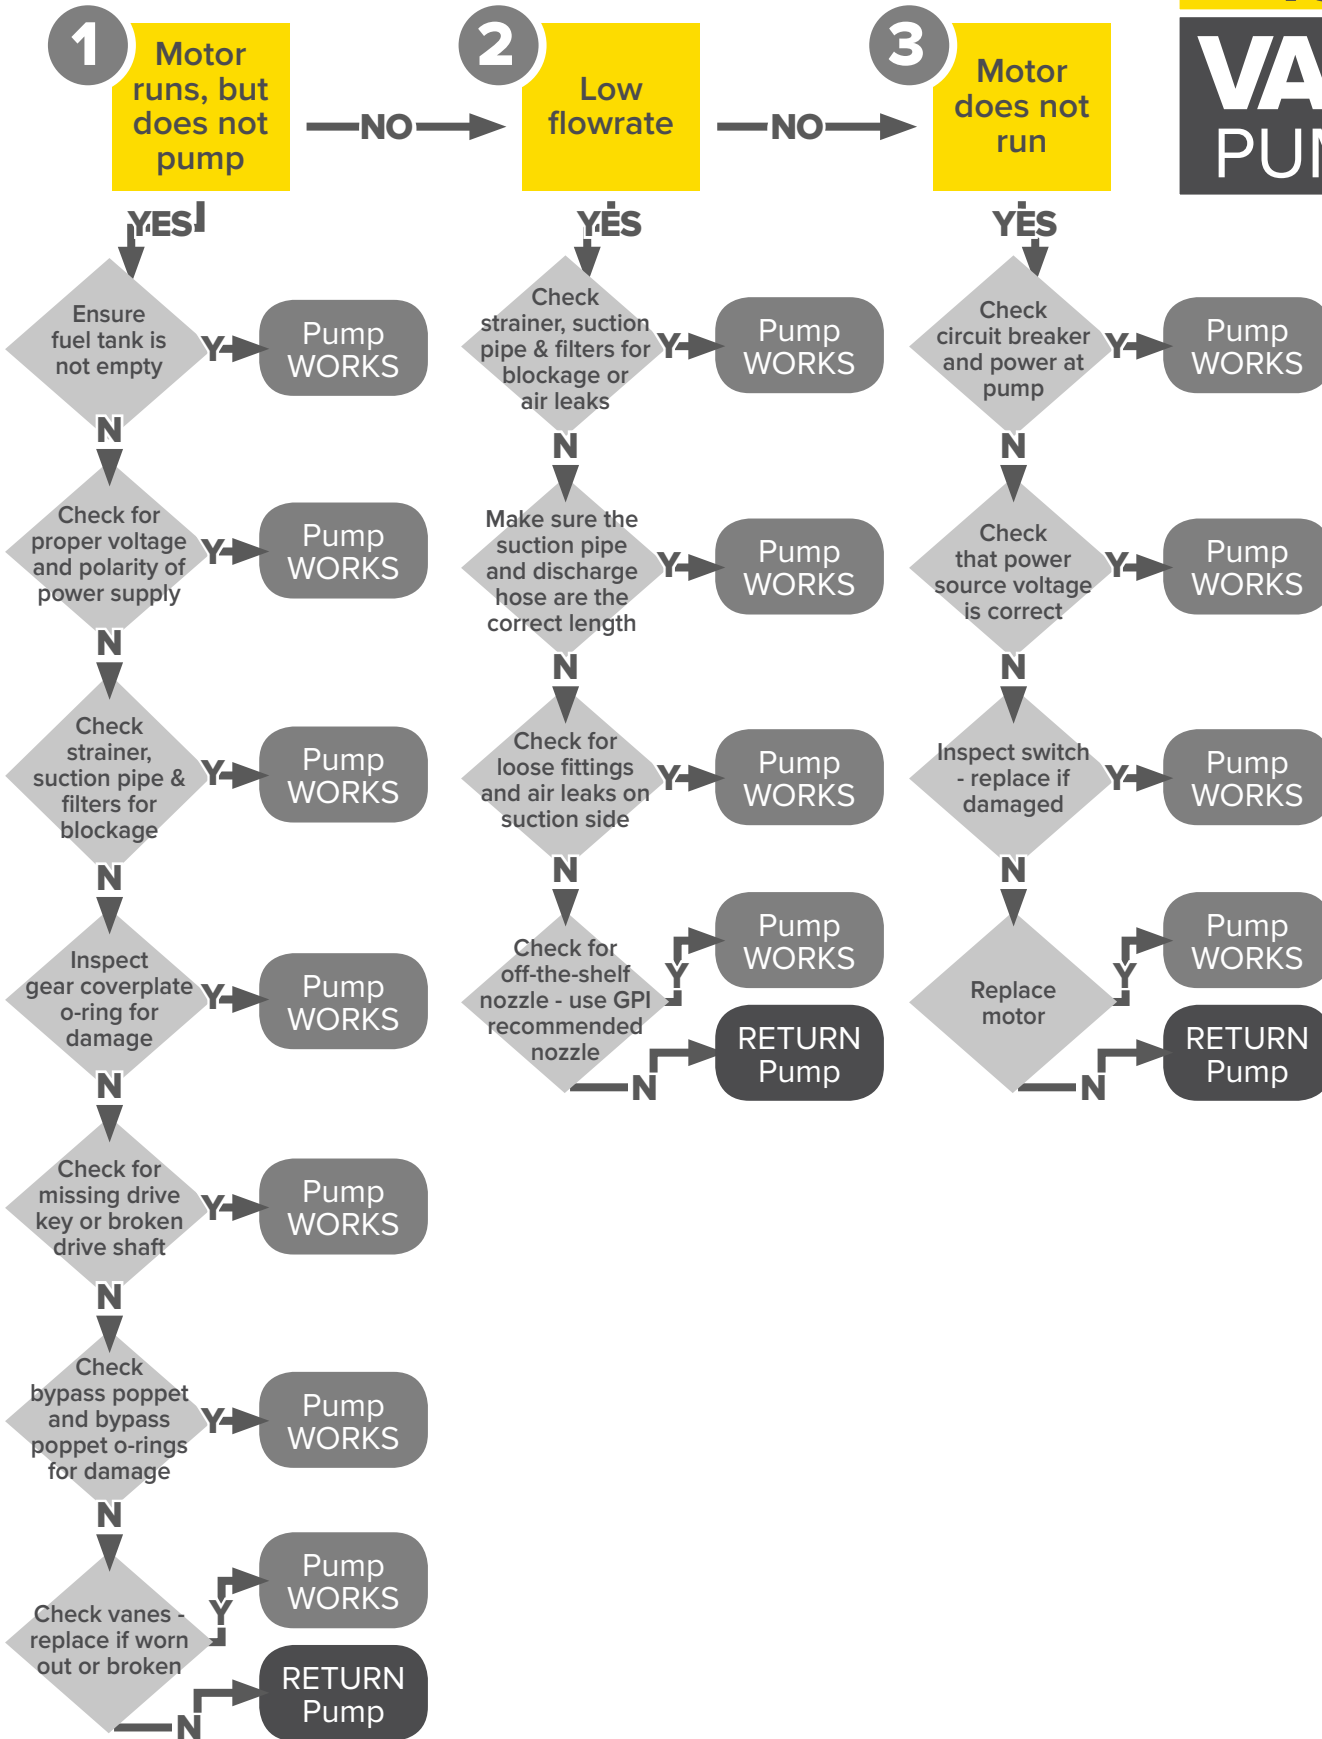 1
Motor
runs, but
does not
pump
NO
2
Low
flowrate
NO
3
Motor
does not
run
VA
PUM
YES
Ensure
fuel tank is
not empty
Y
Pump
WORKS
N
Check for
proper voltage
and polarity of
power supply
Y
Pump
WORKS
N
Check
strainer,
suction pipe &
filters for
blockage
Y
Pump
WORKS
N
Inspect
gear coverplate
o-ring for
damage
Y
Pump
WORKS
N
Check for
missing drive
key or broken
drive shaft
Y
Pump
WORKS
N
Check
bypass poppet
and bypass
poppet o-rings
for damage
Y
Pump
WORKS
N
Check vanes -
replace if worn
out or broken
Y
Pump
WORKS
N
RETURN
Pump
YES
Check
strainer, suction
pipe & filters for
blockage or
air leaks
Y
Pump
WORKS
N
Make sure the
suction pipe
and discharge
hose are the
correct length
Y
Pump
WORKS
N
Check for
loose fittings
and air leaks on
suction side
Y
Pump
WORKS
N
Check for
off-the-shelf
nozzle - use GPI
recommended
nozzle
Y
Pump
WORKS
N
RETURN
Pump
YES
Check
circuit breaker
and power at
pump
Y
Pump
WORKS
N
Check
that power
source voltage
is correct
Y
Pump
WORKS
N
Inspect switch
- replace if
damaged
Y
Pump
WORKS
N
Replace
motor
Y
Pump
WORKS
N
RETURN
Pump